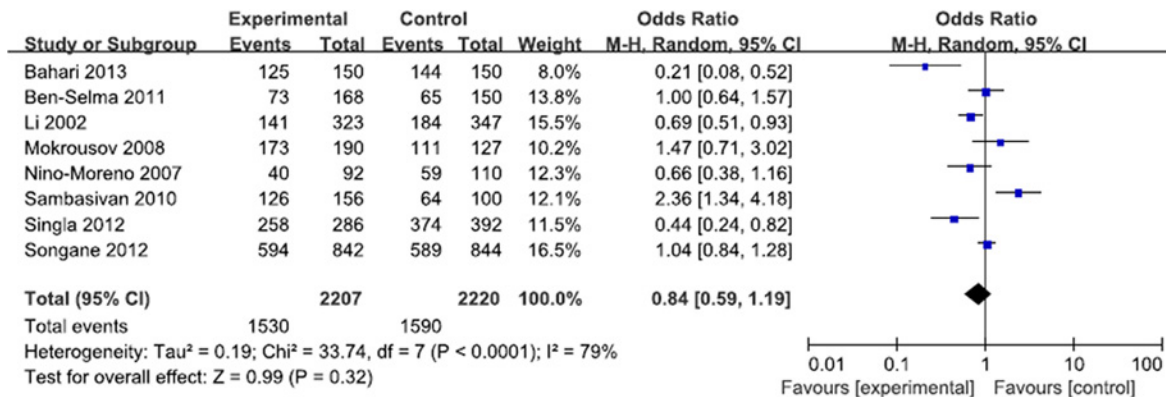 Experimental Control Odds Ratio Odds Ratio
Study or Subgroup Events Total Events Total Weight M-H, Random, 95% CI M-H, Random, 95% CI
Bahari 2013 125 150 144 150 8.0% 0.21 [0.08, 0.52]
Ben-Selma 2011 73 168 65 150 13.8% 1.00 [0.64, 1.57]
Li 2002 141 323 184 347 15.5% 0.69 [0.51, 0.93]
Mokrousov 2008 173 190 111 127 10.2% 1.47 [0.71, 3.02]
Nino-Moreno 2007 40 92 59 110 12.3% 0.66 [0.38, 1.16]
Sambasivan 2010 126 156 64 100 12.1% 2.36 [1.34, 4.18]
Singla 2012 258 286 374 392 11.5% 0.44 [0.24, 0.82]
Songane 2012 594 842 589 844 16.5% 1.04 [0.84, 1.28]
Total (95% CI) 2207 2220 100.0% 0.84 [0.59, 1.19]
Total events 1530 1590
Heterogeneity: Tau² = 0.19; Chi² = 33.74, df = 7 (P < 0.0001); I² = 79%
Test for overall effect: Z = 0.99 (P = 0.32)
0.01 0.1 1 10 100
Favours [experimental] Favours [control]